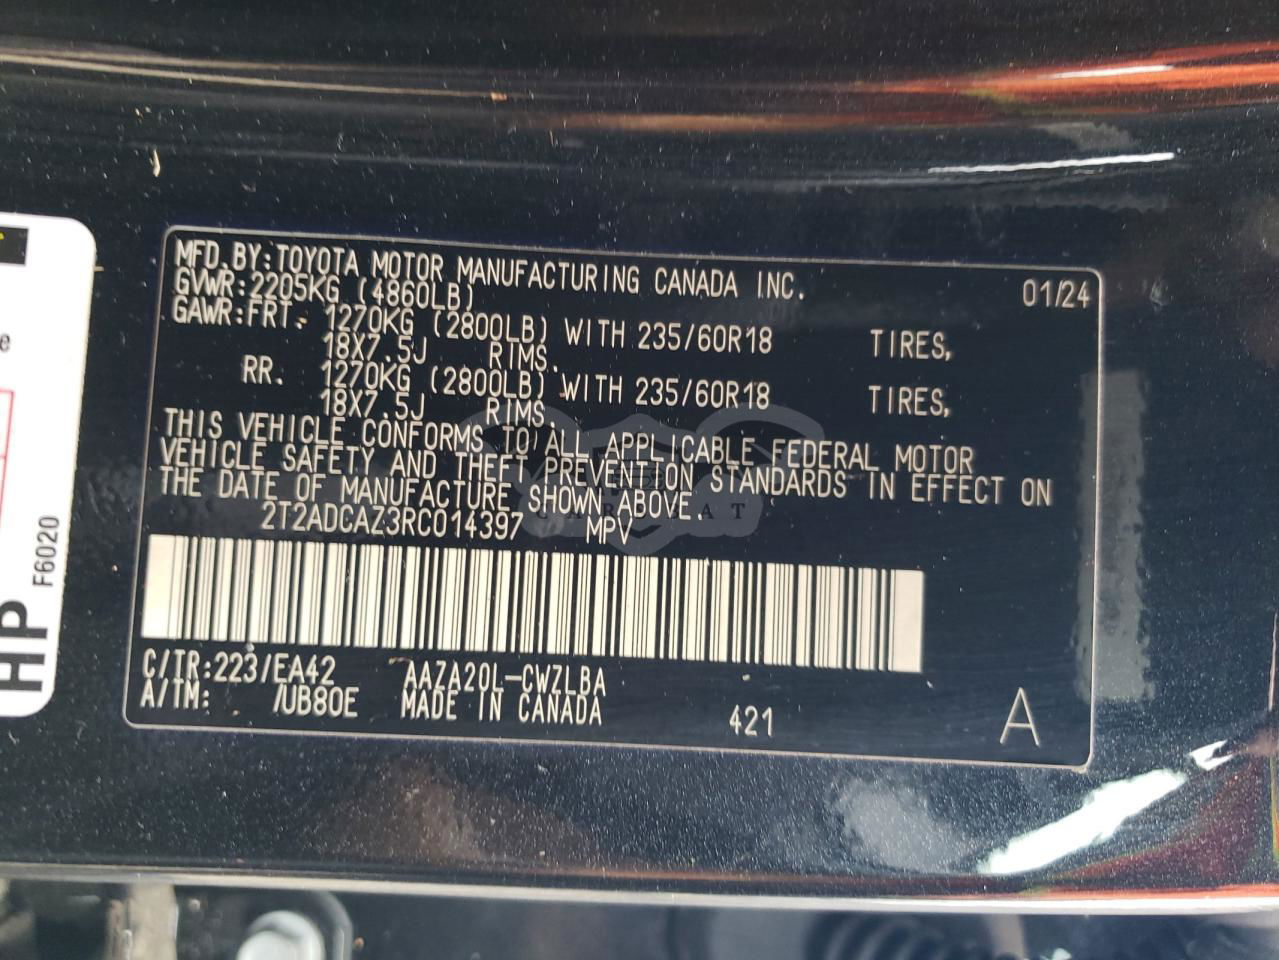 MFD.BY:TOYOTA MOTOR MANUFACTURING CANADA INC. 01/24
GVWR:2205KG (4860LB)
GAWR:FRT. 1270KG (2800LB) WITH 235/60R18 TIRES,
18X7.5J RIMS.
RR. 1270KG (2800LB) WITH 235/60R18 TIRES,
18X7.5J RIMS.
THIS VEHICLE CONFORMS TO ALL APPLICABLE FEDERAL MOTOR
VEHICLE SAFETY AND THEFT PREVENTION STANDARDS IN EFFECT ON
THE DATE OF MANUFACTURE SHOWN ABOVE.
2T2ADCAZ3RC014397 MPV
C/TR:223/EA42 AAZA20L-CWZLBA
A/TM: /UB80E MADE IN CANADA 421 A
HP F6020